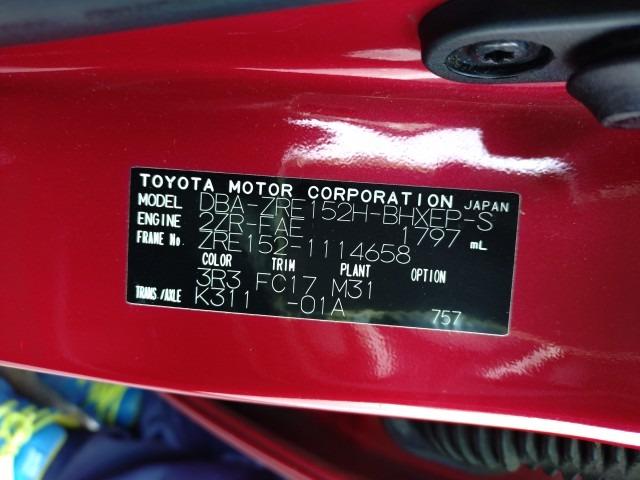 TOYOTA MOTOR CORPORATION JAPAN
MODEL DBA-ZRE152H-BHXEP-S
ENGINE 2ZR-FAE 1797 mL
FRAME No. ZRE152-1114658
COLOR TRIM PLANT OPTION
3R3 FC17 M31
TRANS/AXLE K311 -01A 757